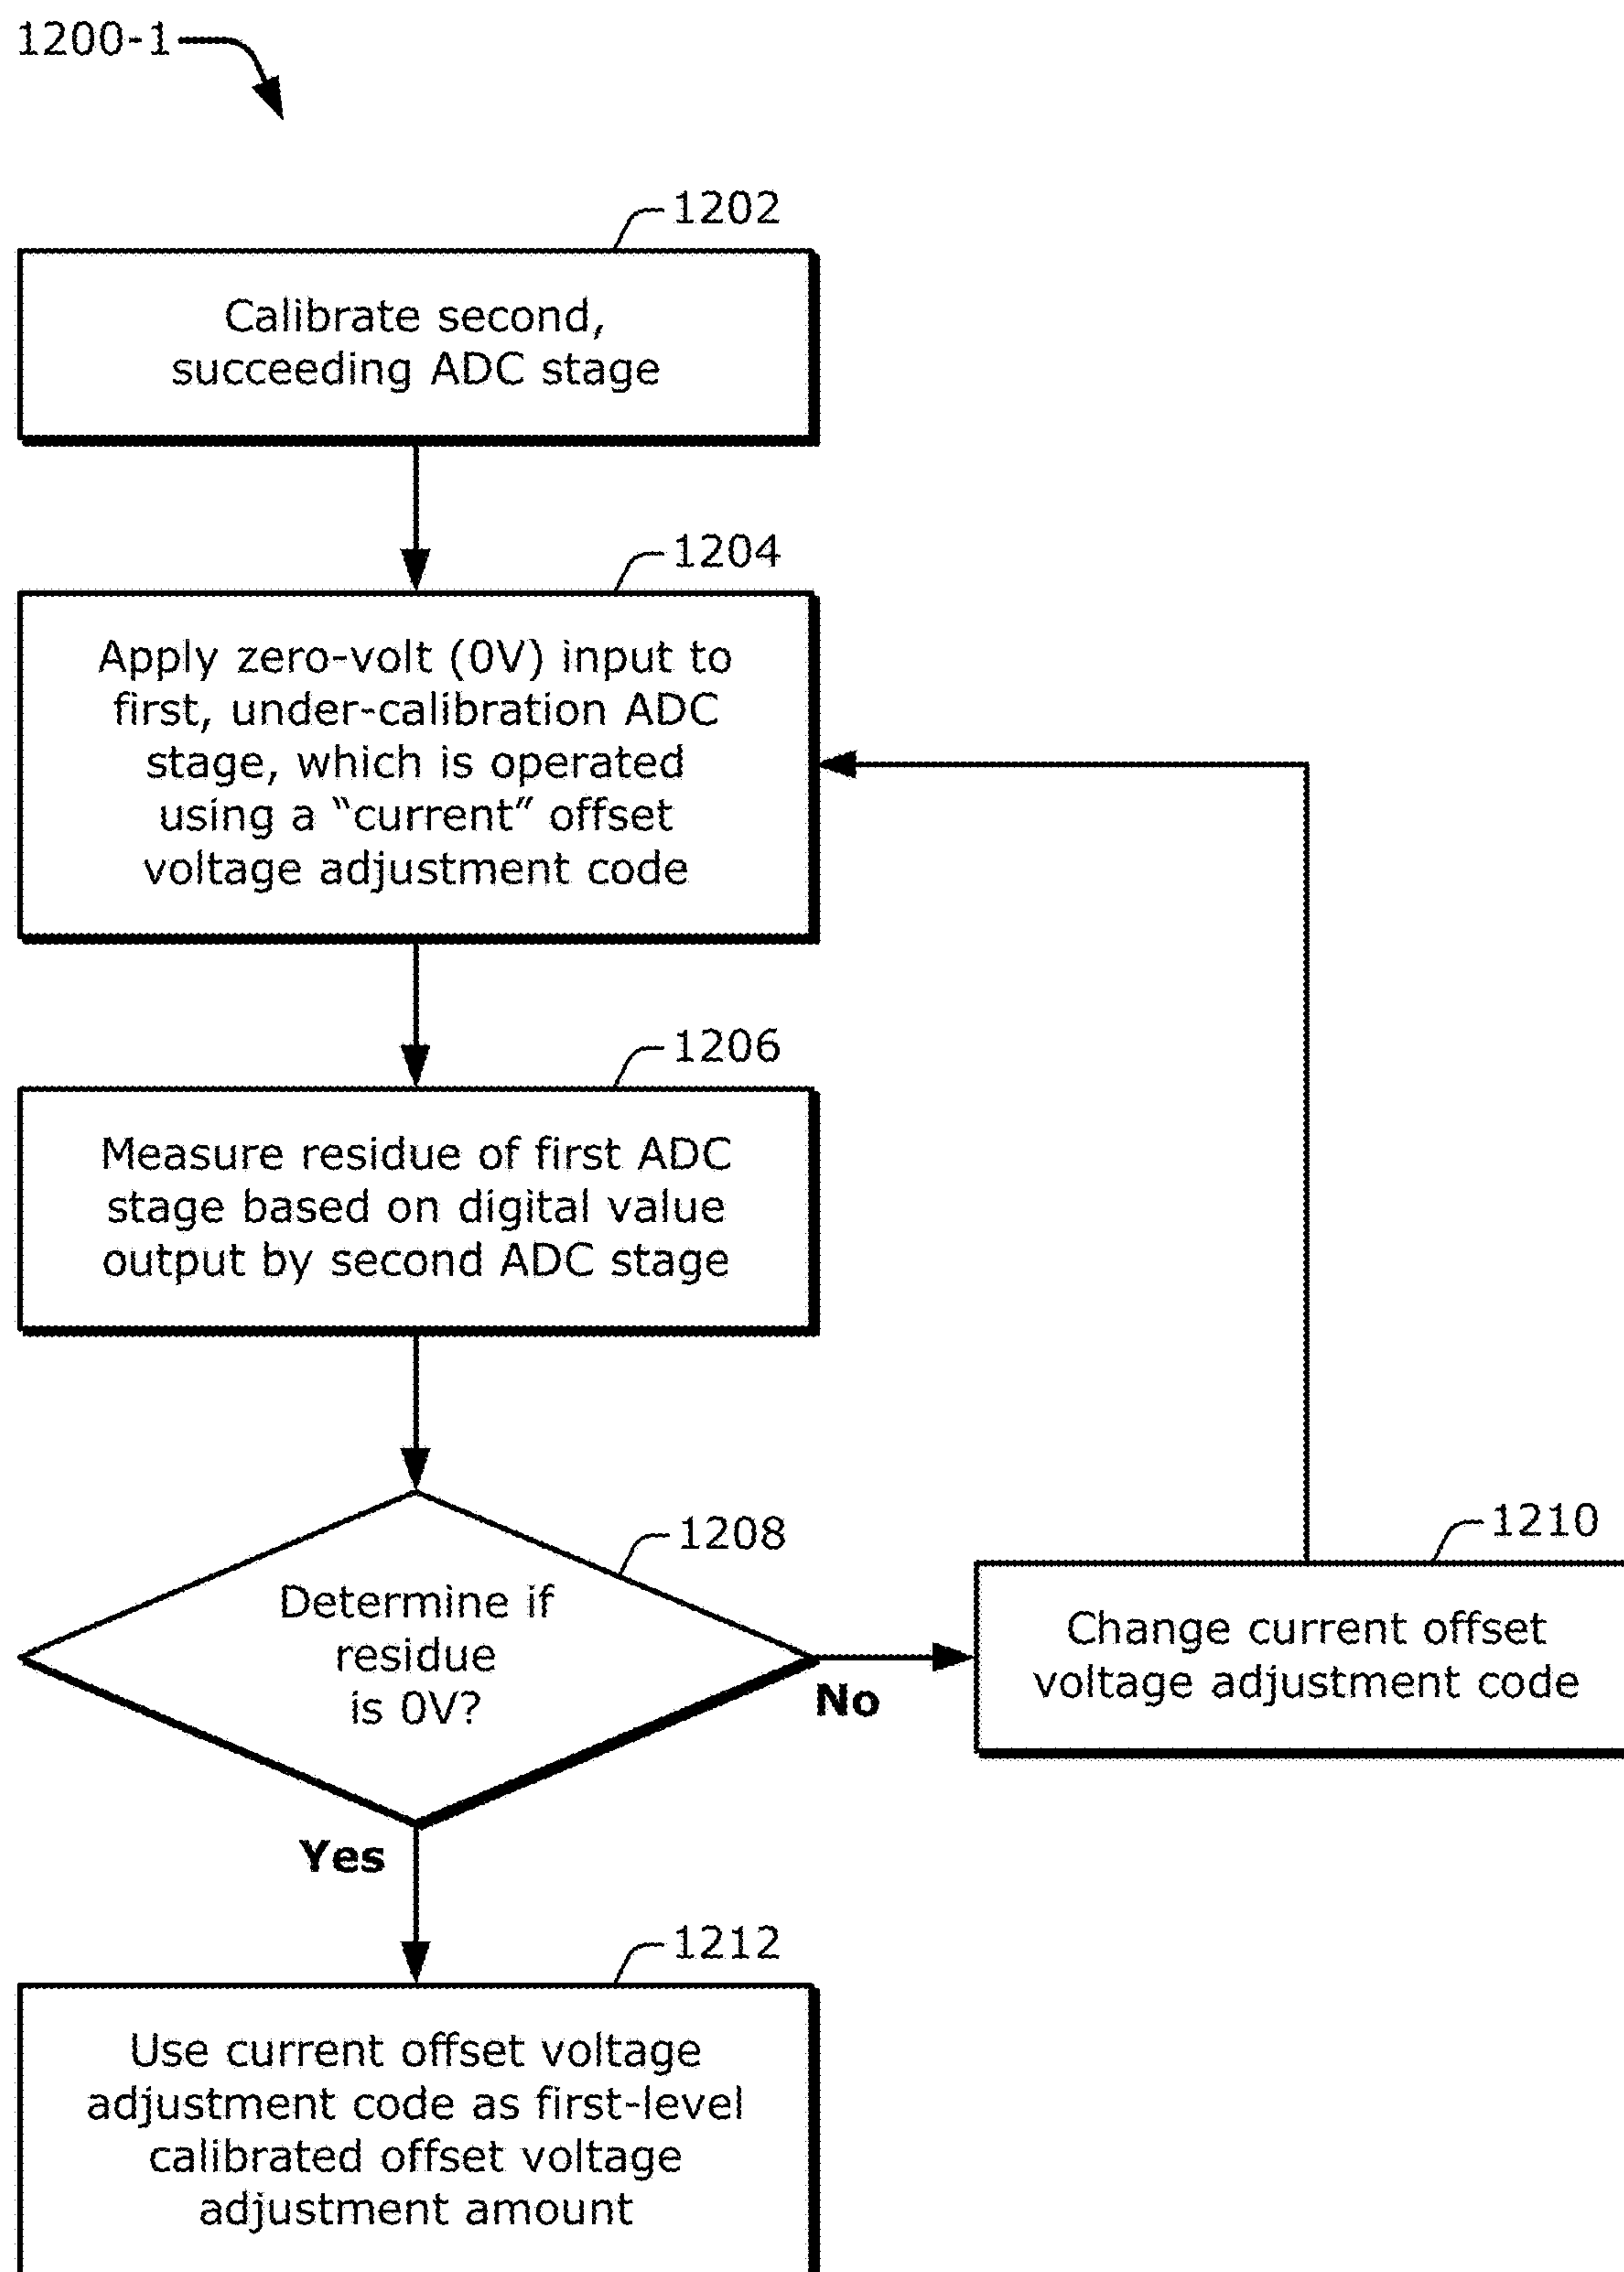 1200-1
1202
Calibrate second,
succeeding ADC stage
1204
Apply zero-volt (0V) input to
first, under-calibration ADC
stage, which is operated
using a “current” offset
voltage adjustment code
1206
Measure residue of first ADC
stage based on digital value
output by second ADC stage
1208
Determine if
residue
is 0V?
No
1210
Change current offset
voltage adjustment code
Yes
1212
Use current offset voltage
adjustment code as first-level
calibrated offset voltage
adjustment amount